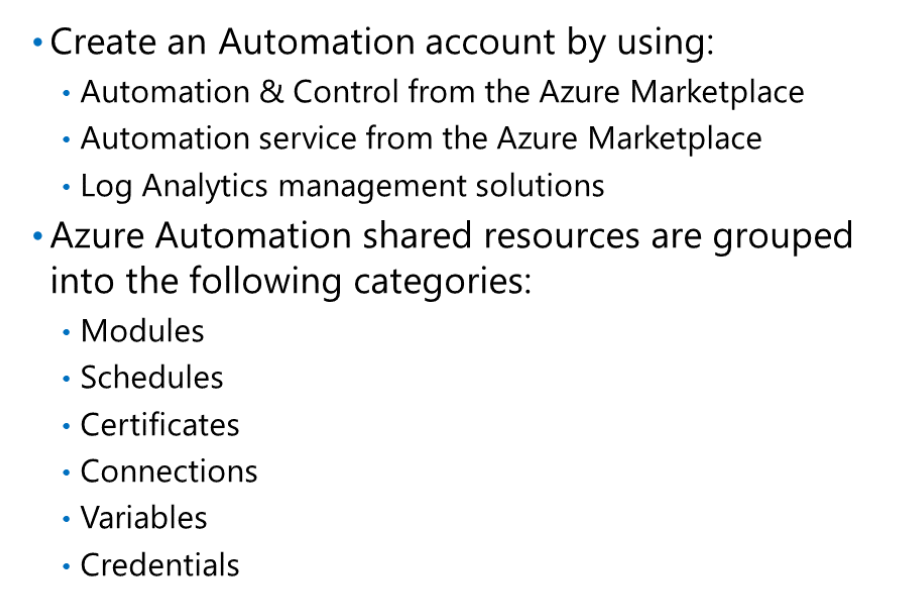 • Create an Automation account by using:
• Automation & Control from the Azure Marketplace
• Automation service from the Azure Marketplace
• Log Analytics management solutions
• Azure Automation shared resources are grouped
into the following categories:
• Modules
• Schedules
• Certificates
• Connections
• Variables
• Credentials